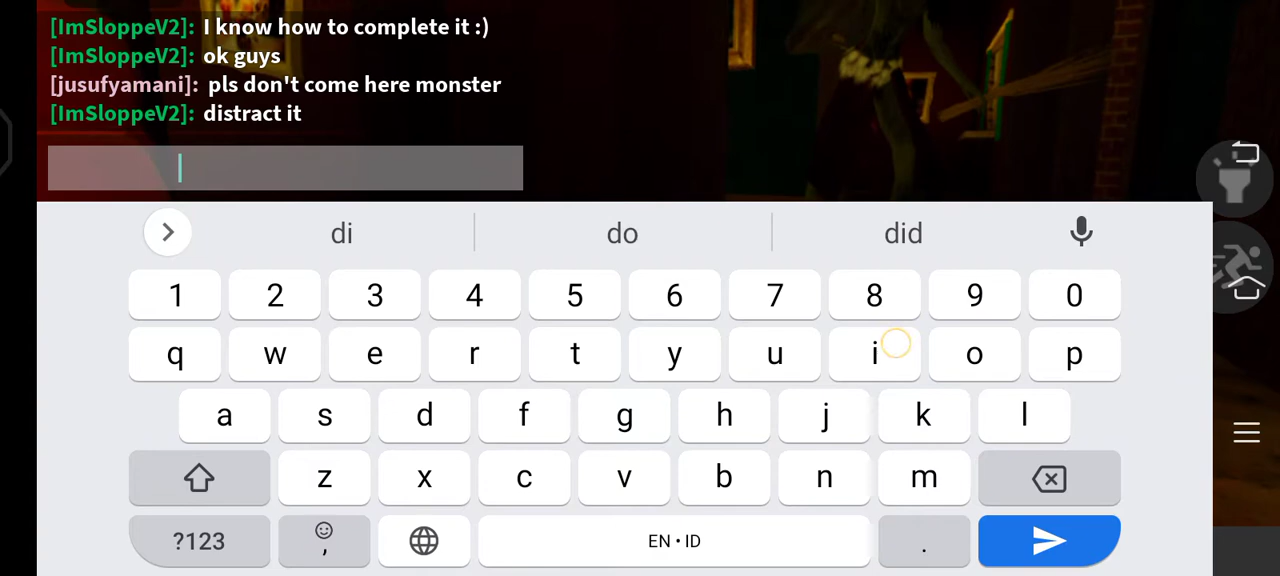 [ImSloppeV2]: I know how to complete it :)
[ImSloppeV2]: ok guys
[jusufyamani]: pls don't come here monster
[ImSloppeV2]: distract it
di do did
1 2 3 4 5 6 7 8 9 0
q w e r t y u i o p
a s d f g h j k l
z x c v b n m
?123 , EN • ID .